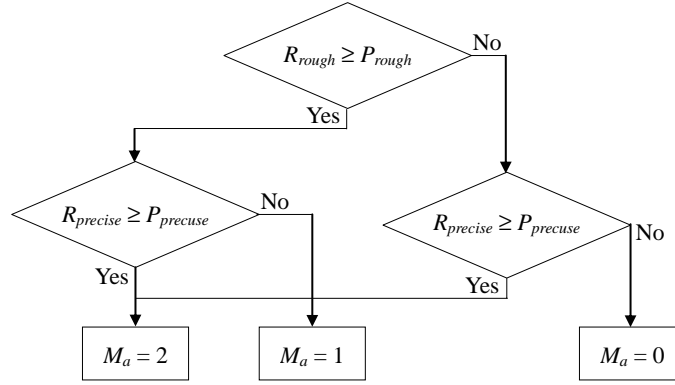 R_rough ≥ P_rough
No
Yes
R_precise ≥ P_precuse
No
R_precise ≥ P_precuse
No
Yes
Yes
M_a = 2
M_a = 1
M_a = 0